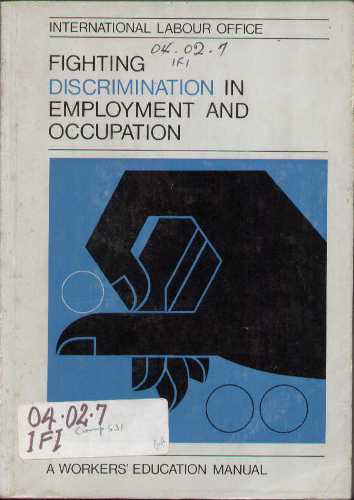 INTERNATIONAL LABOUR OFFICE
04.02.7
IFI
FIGHTING
DISCRIMINATION IN
EMPLOYMENT AND
OCCUPATION
04.02.7
IFI
A WORKERS' EDUCATION MANUAL